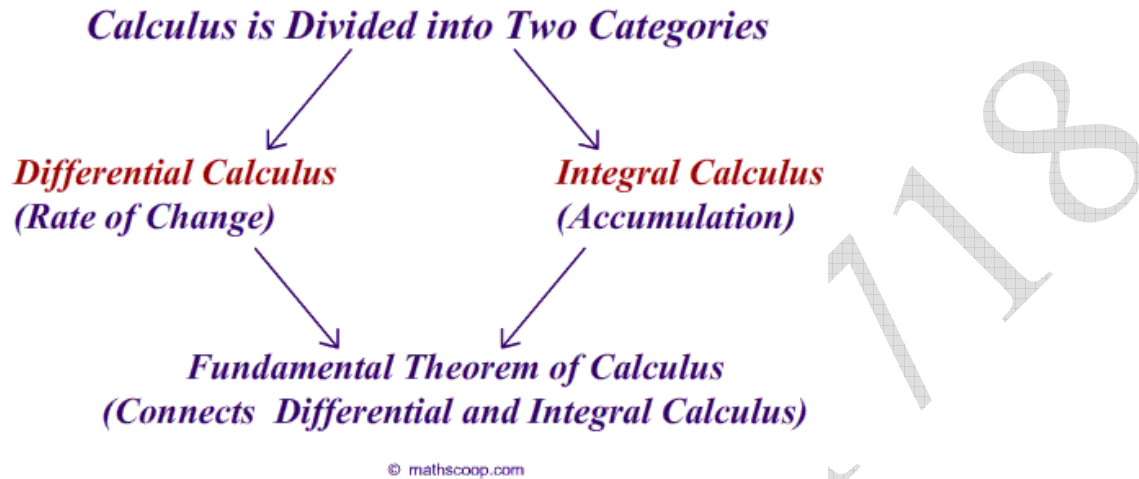 Calculus is Divided into Two Categories
Differential Calculus
(Rate of Change)
Integral Calculus
(Accumulation)
Fundamental Theorem of Calculus
(Connects Differential and Integral Calculus)
© mathscoop.com
718